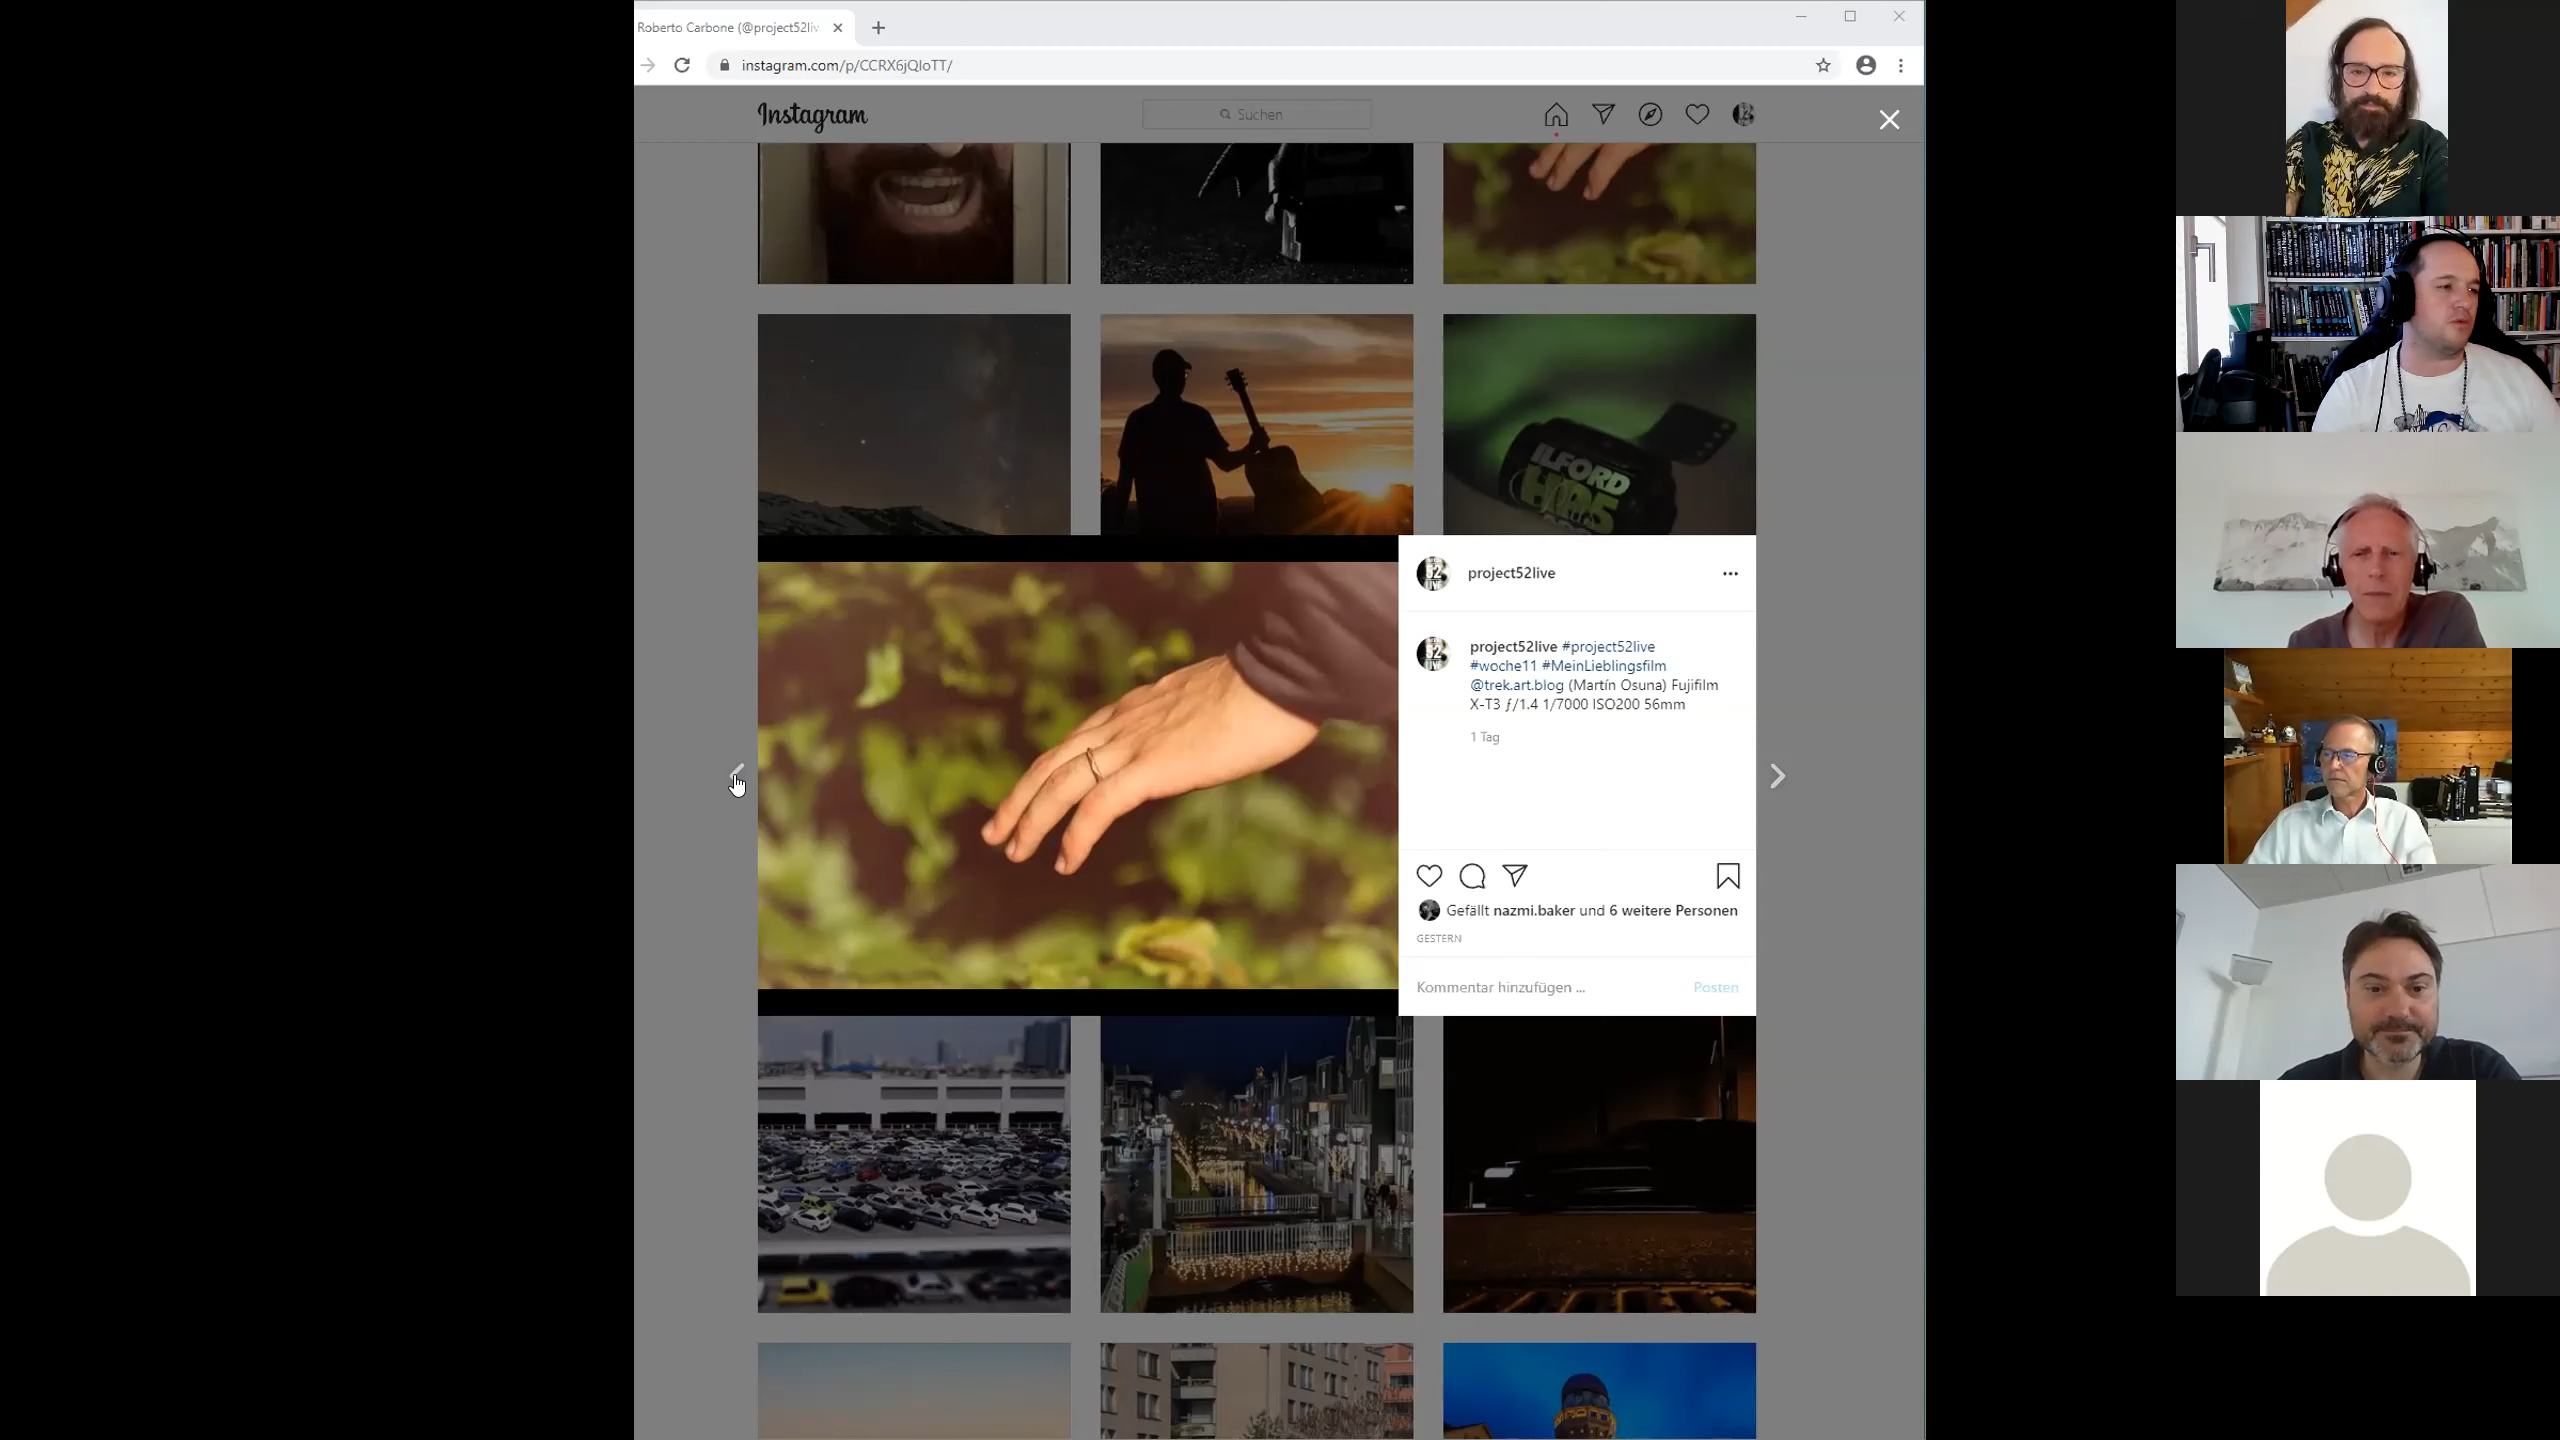 Roberto Carbone (@project52liv
instagram.com/p/CCRX6jQIoTT/
Instagram
Suchen
ILFORD
HP5
project52live
project52live #project52live
#woche11 #MeinLieblingsfilm
@trek.art.blog (Martín Osuna) Fujifilm
X-T3 ƒ/1.4 1/7000 ISO200 56mm
1 Tag
Gefällt nazmi.baker und 6 weitere Personen
GESTERN
Kommentar hinzufügen ...
Posten